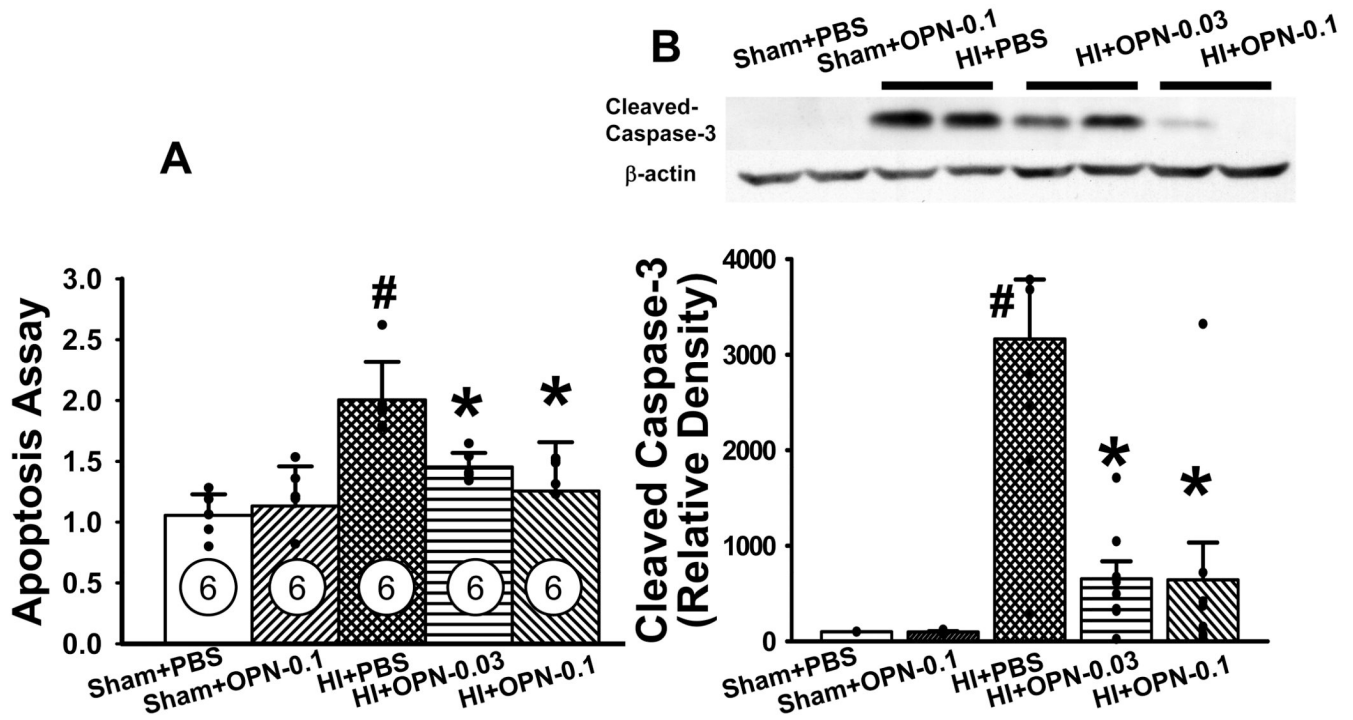 A
3.0
2.5
2.0
1.5
1.0
0.5
0.0
Apoptosis Assay
#
*
*
6
6
6
6
6
Sham+PBS
Sham+OPN-0.1
HI+PBS
HI+OPN-0.03
HI+OPN-0.1
B
Sham+PBS
Sham+OPN-0.1
HI+PBS
HI+OPN-0.03
HI+OPN-0.1
Cleaved-
Caspase-3
β-actin
4000
3000
2000
1000
0
Cleaved Caspase-3
(Relative Density)
#
*
*
Sham+PBS
Sham+OPN-0.1
HI+PBS
HI+OPN-0.03
HI+OPN-0.1